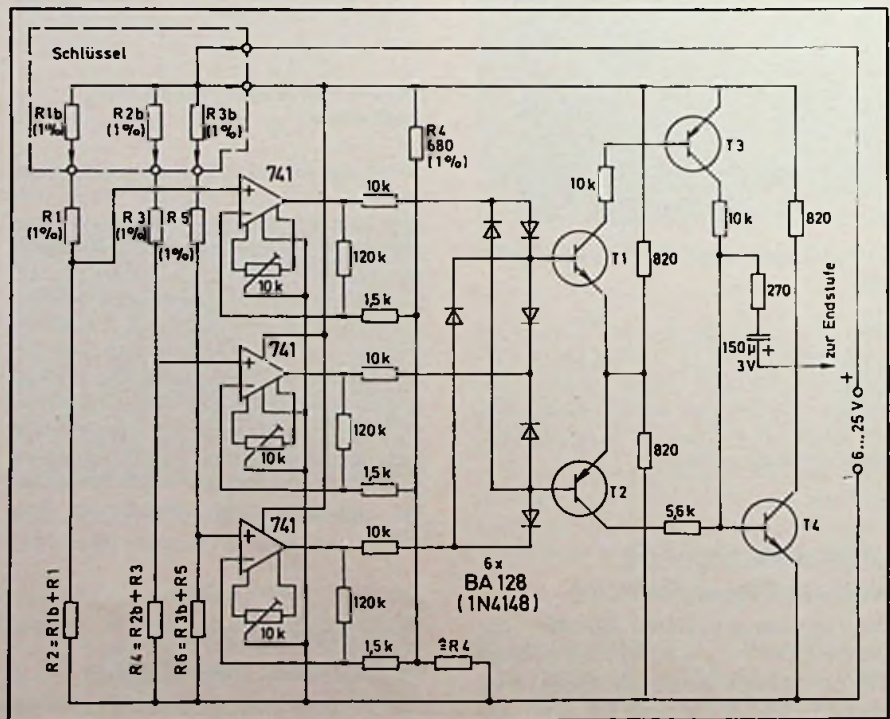 Schlüssel
R1b
(1%)
R2b
(1%)
R3b
(1%)
R1
(1%)
R3
(1%)
R5
(1%)
741
10k
10k
120k
1,5k
R4
680
(1%)
741
10k
10k
120k
1,5k
741
10k
10k
120k
1,5k
≙R4
6x
BA 128
(1N4148)
10k
T1
T2
T3
10k
820
820
820
270
150µ
3V
+
zur Endstufe
5,6k
T4
+
6...25 V
R2=R1b+R1
R4=R2b+R3
R6=R3b+R5